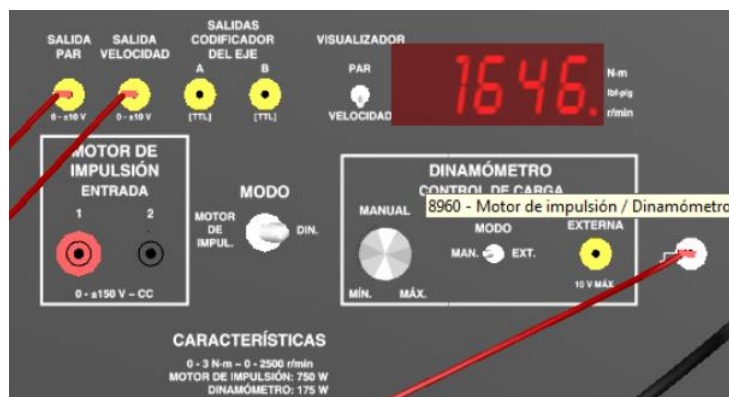 SALIDA PAR
0 - ±10 V
SALIDA VELOCIDAD
0 - ±10 V
SALIDAS CODIFICADOR DEL EJE
A
B
[TTL]
[TTL]
VISUALIZADOR
PAR
VELOCIDAD
1646.
N-m
lbf-plg
r/min
MOTOR DE IMPULSIÓN
ENTRADA
1
2
0 - ±150 V – CC
MODO
MOTOR DE IMPUL.
DIN.
DINAMÓMETRO
CONTROL DE CARGA
8960 - Motor de impulsión / Dinamómetro
MANUAL
MÍN.
MÁX.
MODO
MAN.
EXT.
EXTERNA
10 V MÁX.
CARACTERÍSTICAS
0 - 3 N-m – 0 - 2500 r/min
MOTOR DE IMPULSIÓN: 750 W
DINAMÓMETRO: 175 W